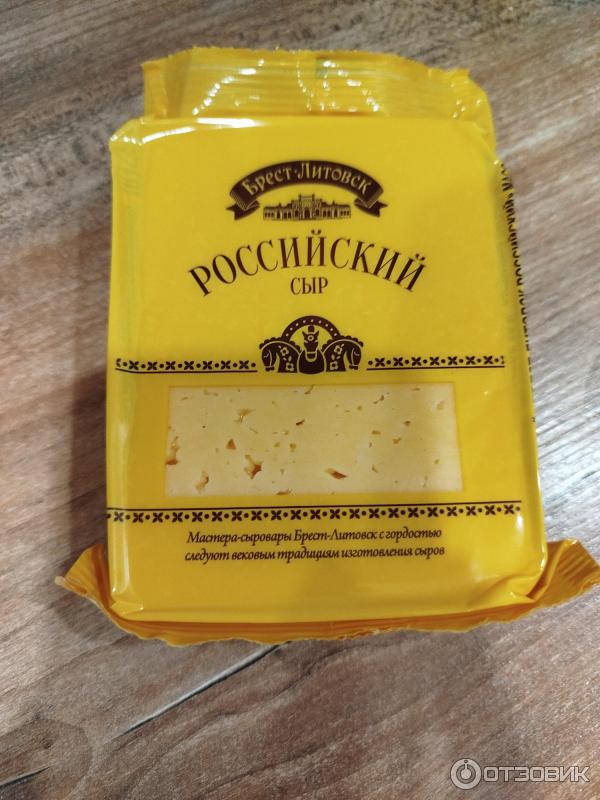 Брест-Литовск
РОССИЙСКИЙ
СЫР
Мастера-сыровары Брест-Литовск с гордостью
следуют вековым традициям изготовления сыров
ОТЗОВИК